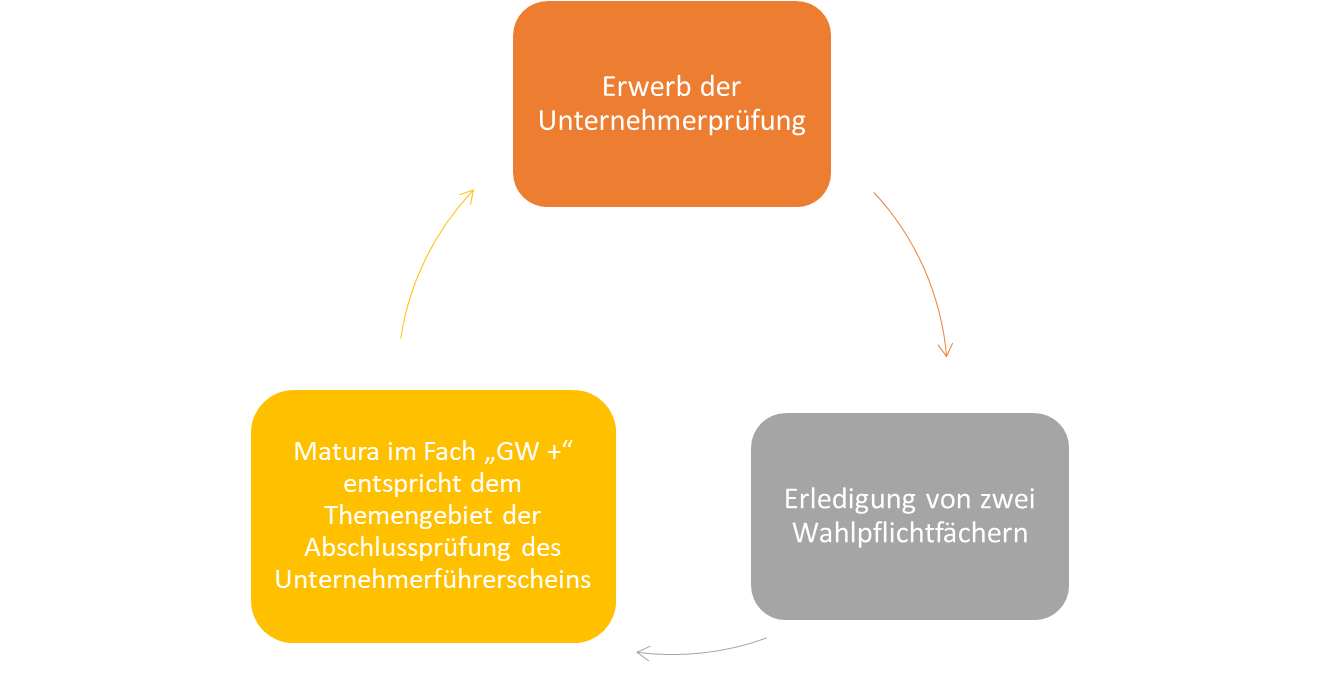 Erwerb der
Unternehmerprüfung
Matura im Fach „GW +“
entspricht dem
Themengebiet der
Abschlussprüfung des
Unternehmerführerscheins
Erledigung von zwei
Wahlpflichtfächern